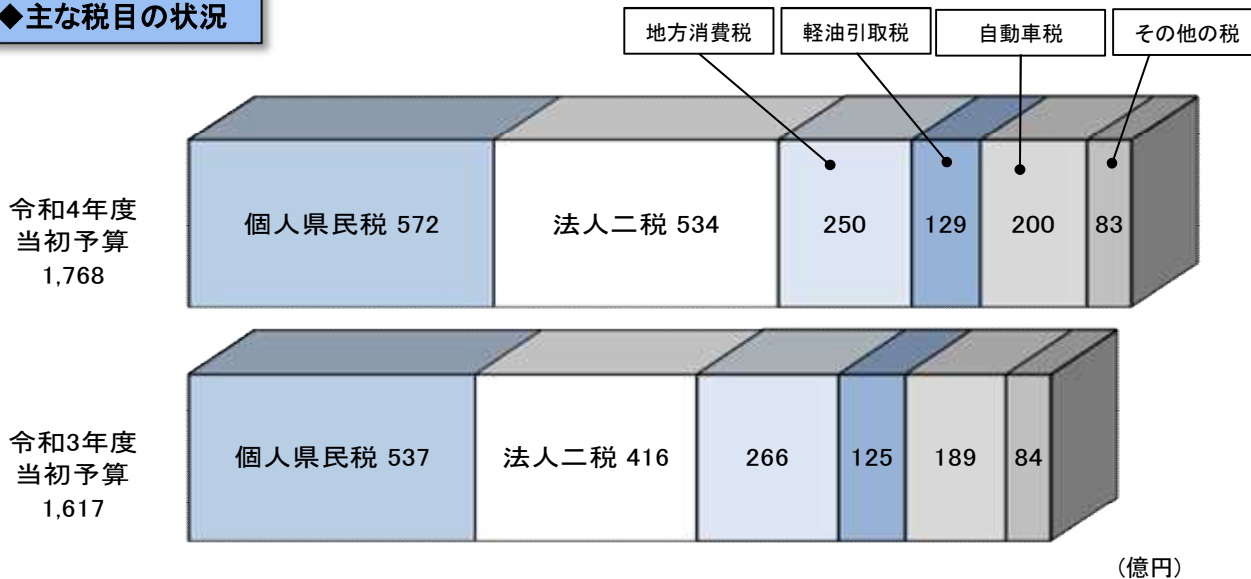 ◆主な税目の状況
地方消費税
軽油引取税
自動車税
その他の税
令和4年度
当初予算
1,768
個人県民税 572
法人二税 534
250
129
200
83
令和3年度
当初予算
1,617
個人県民税 537
法人二税 416
266
125
189
84
(億円)